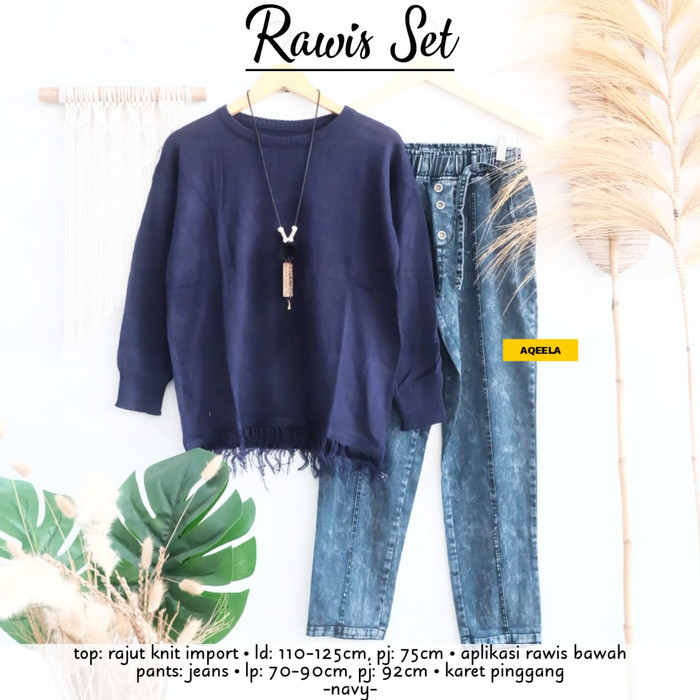 Rawis Set
AQEELA
top: rajut knit import • ld: 110-125cm, pj: 75cm • aplikasi rawis bawah
pants: jeans • lp: 70-90cm, pj: 92cm • karet pinggang
-navy-